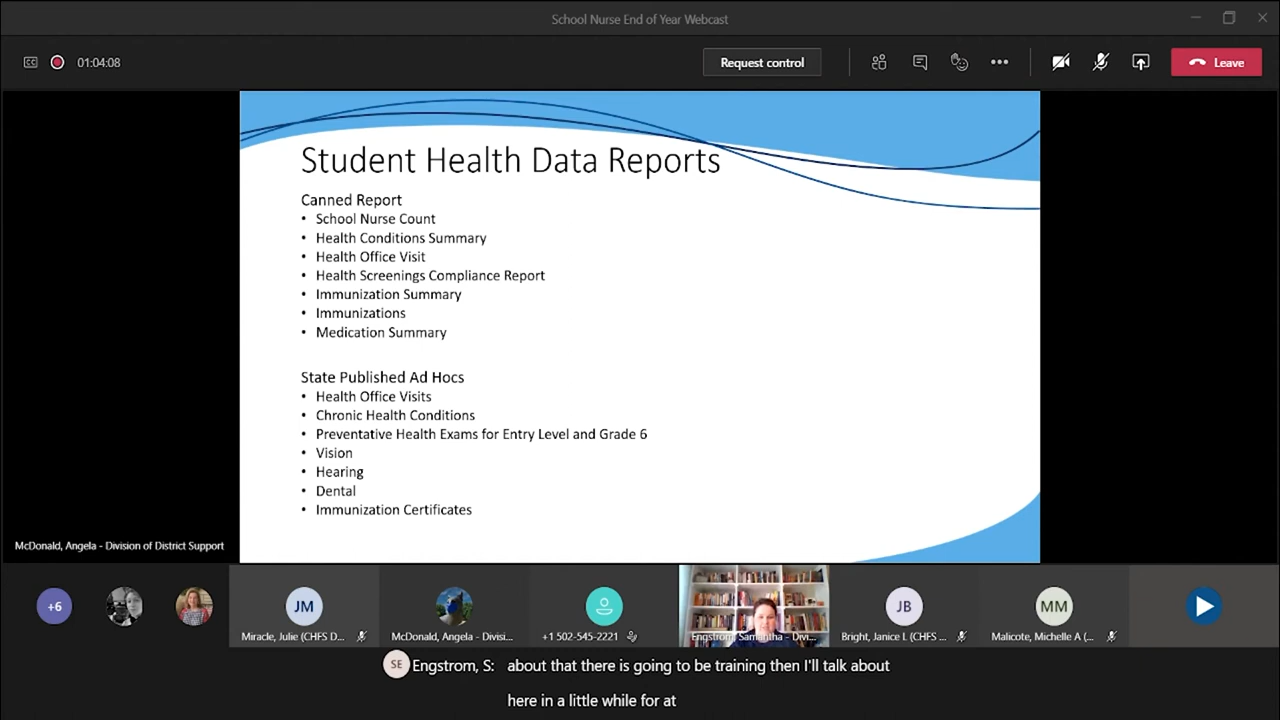 School Nurse End of Year Webcast
CC
01:04:08
Request control
Leave
Student Health Data Reports
Canned Report
• School Nurse Count
• Health Conditions Summary
• Health Office Visit
• Health Screenings Compliance Report
• Immunization Summary
• Immunizations
• Medication Summary
State Published Ad Hocs
• Health Office Visits
• Chronic Health Conditions
• Preventative Health Exams for Entry Level and Grade 6
• Vision
• Hearing
• Dental
• Immunization Certificates
McDonald, Angela - Division of District Support
+6
JM
JB
MM
Miracle, Julie (CHFS D...
McDonald, Angela - Divisi...
+1 502-545-2221
Engstrom, Samantha - Divi...
Bright, Janice L (CHFS ...
Malicote, Michelle A (...
SE Engstrom, S: about that there is going to be training then I'll talk about
here in a little while for at